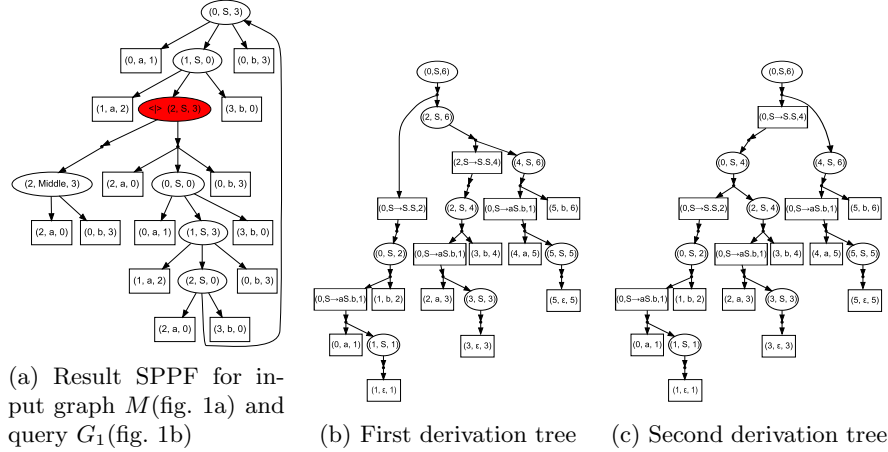 (0, S, 3)
(0, a, 1)
(1, S, 0)
(0, b, 3)
(1, a, 2)
<|> (2, S, 3)
(3, b, 0)
(2, Middle, 3)
(2, a, 0)
(0, S, 0)
(0, b, 3)
(2, a, 0)
(0, b, 3)
(0, a, 1)
(1, S, 3)
(3, b, 0)
(1, a, 2)
(2, S, 0)
(0, b, 3)
(2, a, 0)
(3, b, 0)
(a) Result SPPF for in-
put graph M(fig. 1a) and
query G1(fig. 1b)
(0,S,6)
(2, S, 6)
(2,S→S.S,4)
(4, S, 6)
(0,S→S.S,2)
(2, S, 4)
(0,S→aS.b,1)
(5, b, 6)
(0, S, 2)
(0,S→aS.b,1)
(3, b, 4)
(4, a, 5)
(5, S, 5)
(0,S→aS.b,1)
(1, b, 2)
(2, a, 3)
(3, S, 3)
(5, ε, 5)
(0, a, 1)
(1, S, 1)
(3, ε, 3)
(1, ε, 1)
(b) First derivation tree
(0,S,6)
(0,S→S.S,4)
(0, S, 4)
(4, S, 6)
(0,S→S.S,2)
(2, S, 4)
(0,S→aS.b,1)
(5, b, 6)
(0, S, 2)
(0,S→aS.b,1)
(3, b, 4)
(4, a, 5)
(5, S, 5)
(0,S→aS.b,1)
(1, b, 2)
(2, a, 3)
(3, S, 3)
(5, ε, 5)
(0, a, 1)
(1, S, 1)
(3, ε, 3)
(1, ε, 1)
(c) Second derivation tree